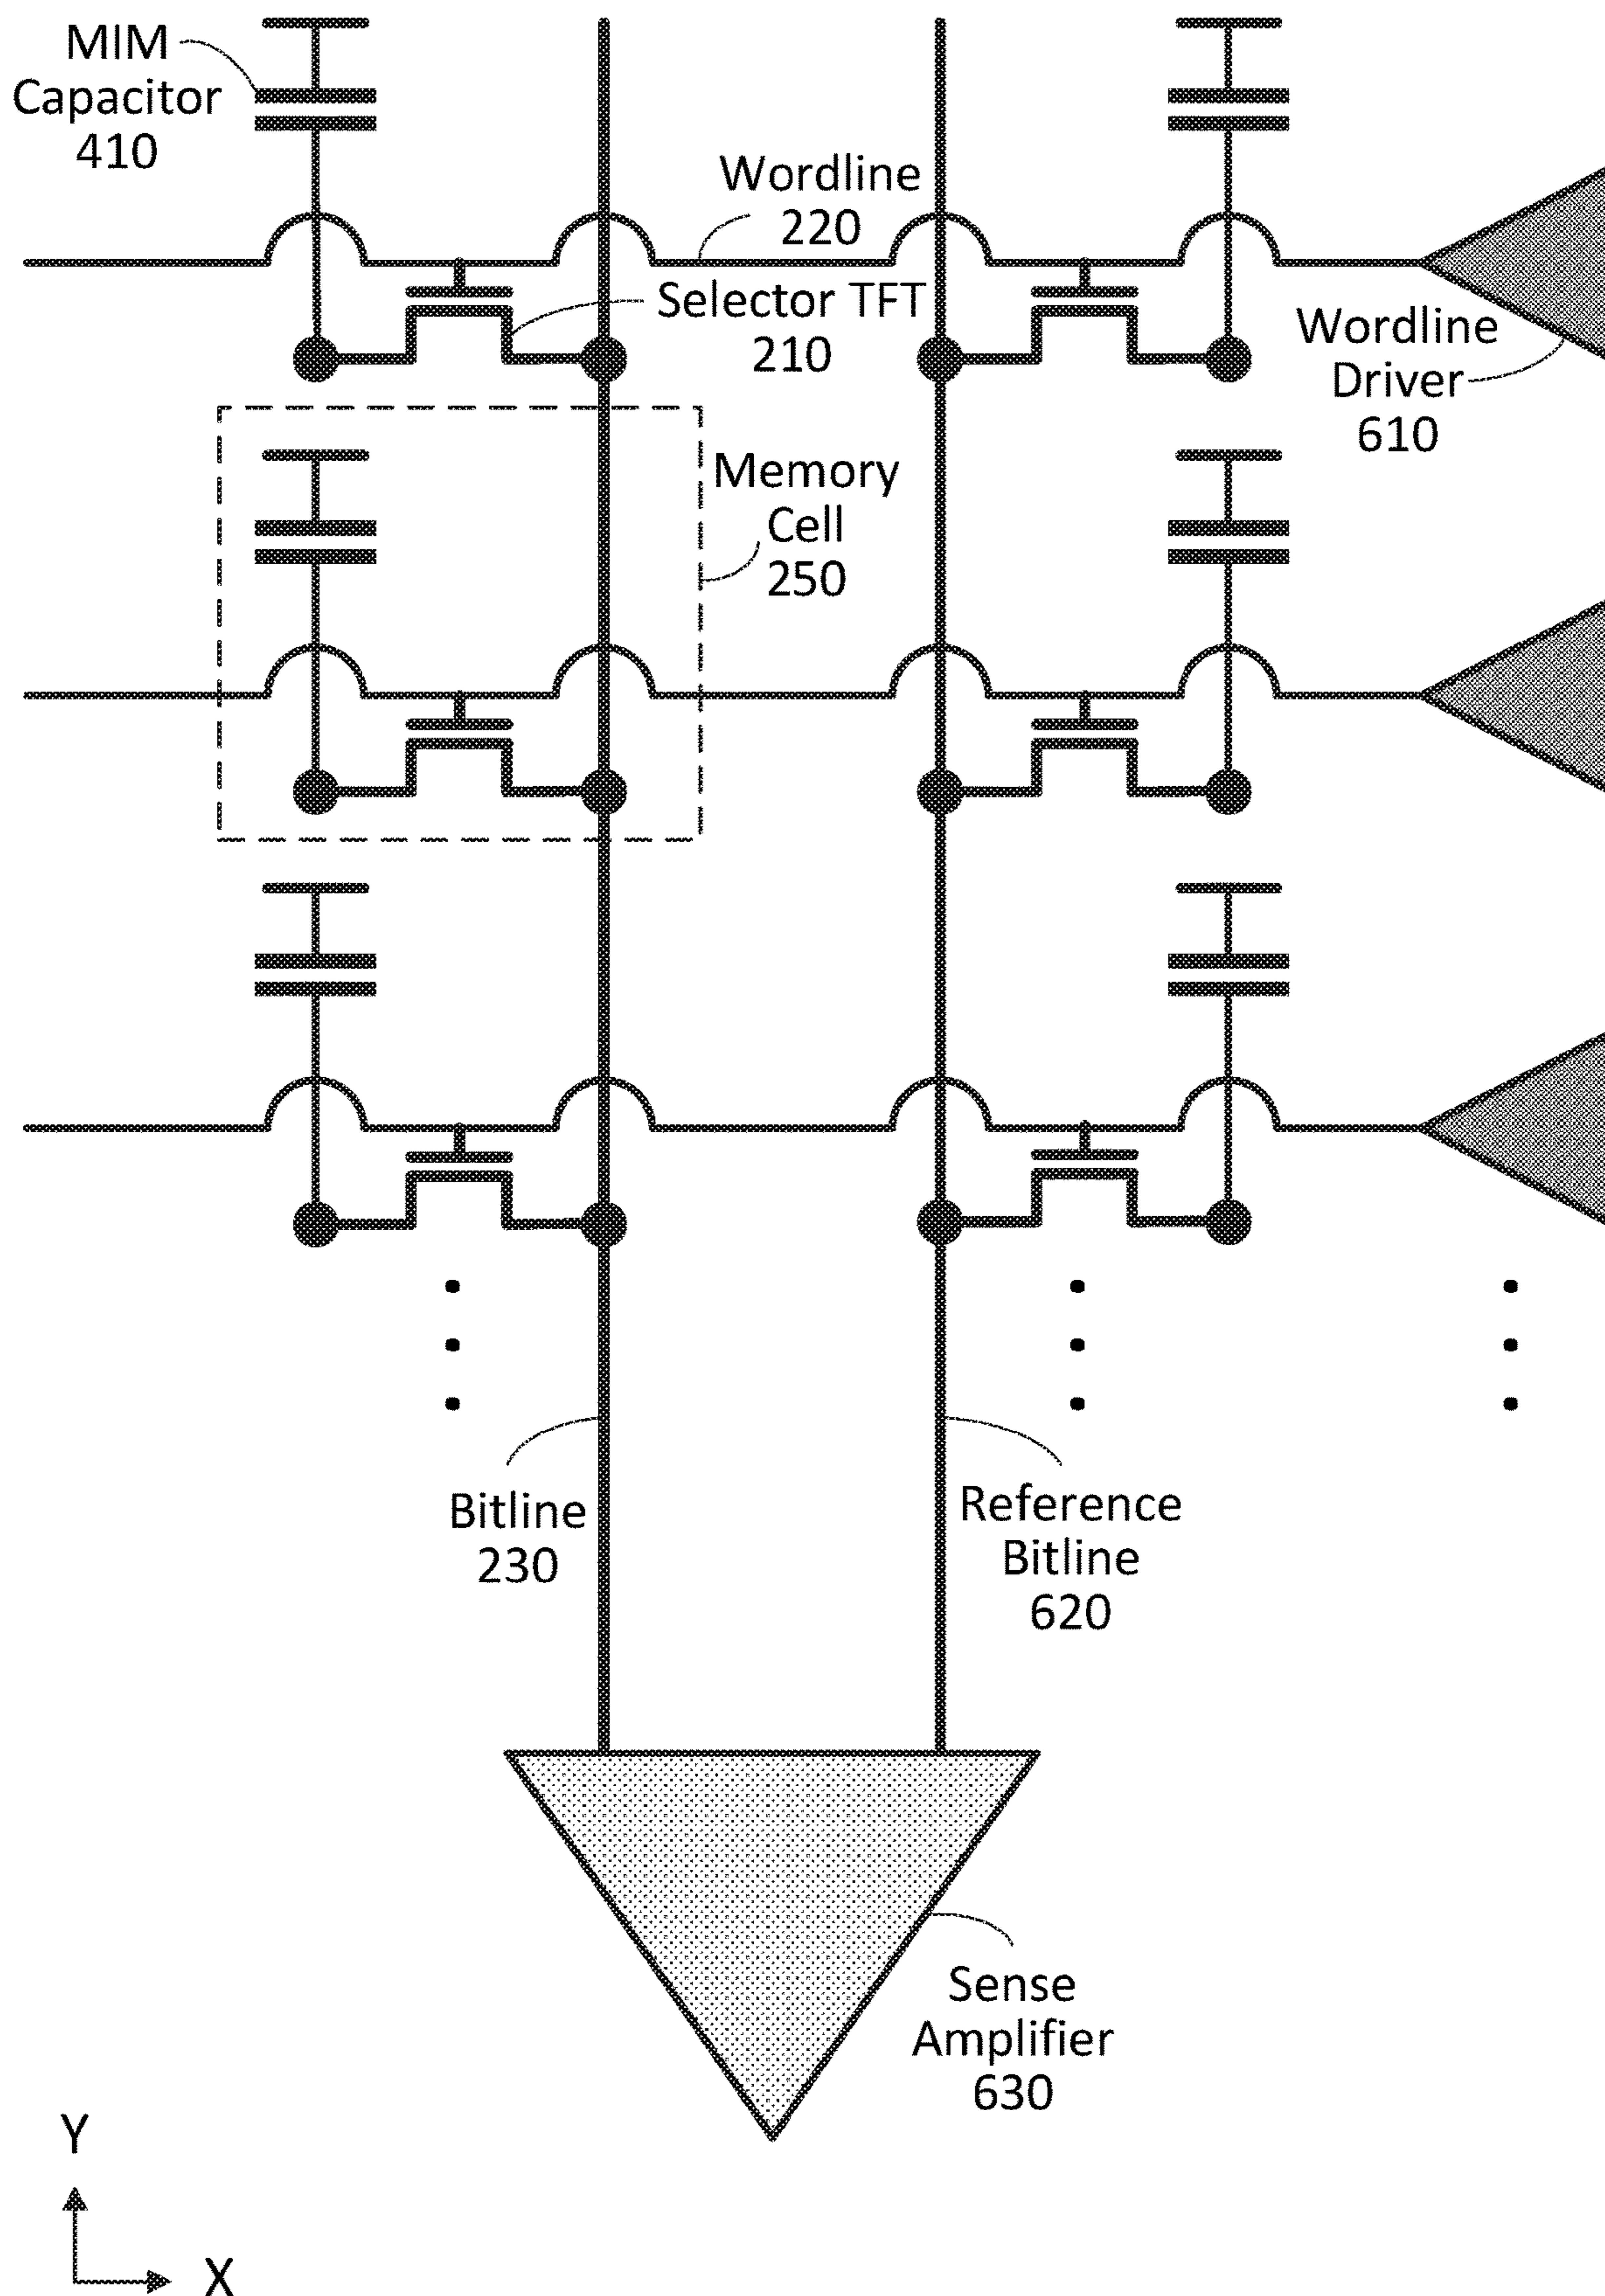 MIM
Capacitor
410
Wordline
220
Selector TFT
210
Wordline
Driver
610
Memory
Cell
250
Bitline
230
Reference
Bitline
620
Sense
Amplifier
630
Y
X